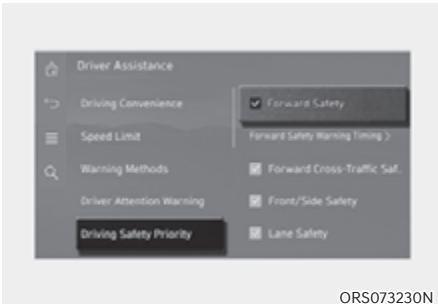 Driver Assistance
Driving Convenience
Speed Limit
Warning Methods
Driver Attention Warning
Driving Safety Priority
Forward Safety
Forward Safety Warning Timing >
Forward Cross-Traffic Saf..
Front/Side Safety
Lane Safety
ORS073230N